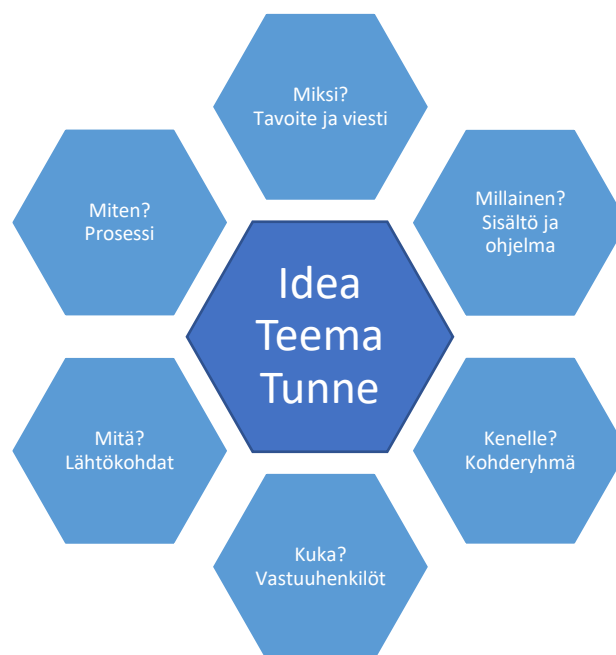 Miksi?
Tavoite ja viesti
Millainen?
Sisältö ja
ohjelma
Kenelle?
Kohderyhmä
Kuka?
Vastuuhenkilöt
Mitä?
Lähtökohdat
Miten?
Prosessi
Idea
Teema
Tunne